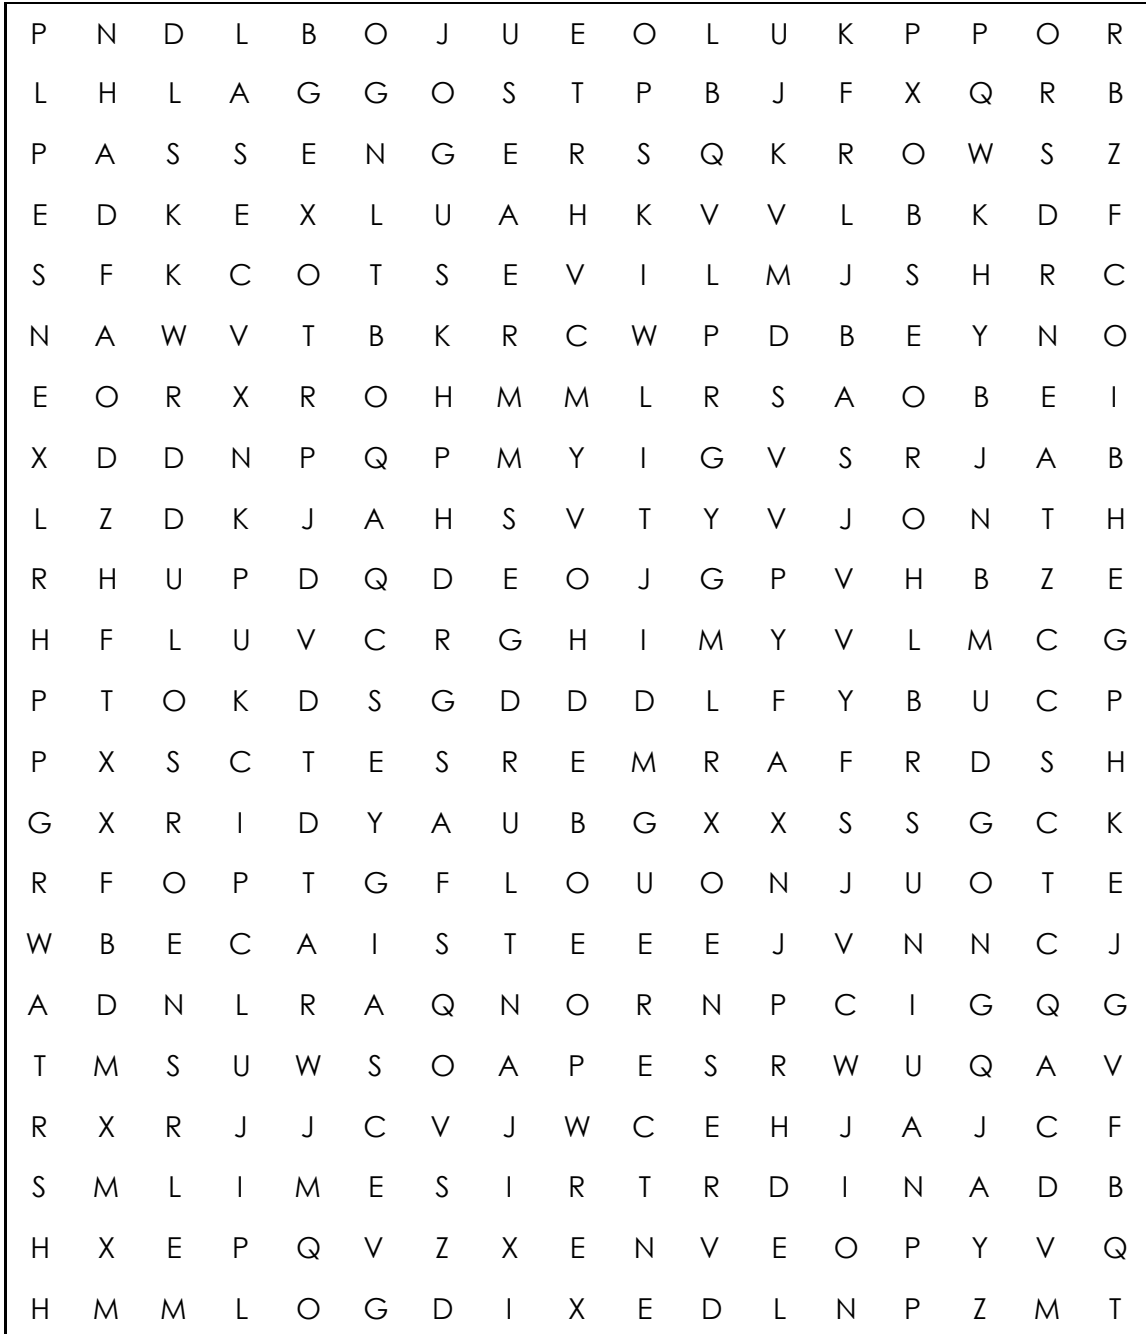 P N D L B O J U E O L U K P P O R
L H L A G G O S T P B J F X Q R B
P A S S E N G E R S Q K R O W S Z
E D K E X L U A H K V V L B K D F
S F K C O T S E V I L M J S H R C
N A W V T B K R C W P D B E Y N O
E O R X R O H M M L R S A O B E I
X D D N P Q P M Y I G V S R J A B
L Z D K J A H S V T Y V J O N T H
R H U P D Q D E O J G P V H B Z E
H F L U V C R G H I M Y V L M C G
P T O K D S G D D D L F Y B U C P
P X S C T E S R E M R A F R D S H
G X R I D Y A U B G X X S S G C K
R F O P T G F L O U O N J U O T E
W B E C A I S T E E E J V N N C J
A D N L R A Q N O R N P C I G Q G
T M S U W S O A P E S R W U Q A V
R X R J J C V J W C E H J A J C F
S M L I M E S I R T R D I N A D B
H X E P Q V Z X E N V E O P Y V Q
H M M L O G D I X E D L N P Z M T